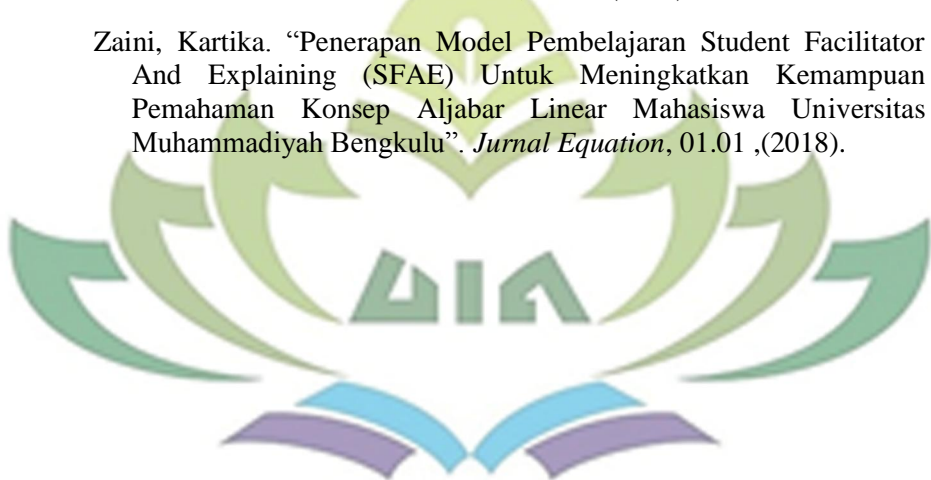 Zaini, Kartika. “Penerapan Model Pembelajaran Student Facilitator
And Explaining (SFAE) Untuk Meningkatkan Kemampuan
Pemahaman Konsep Aljabar Linear Mahasiswa Universitas
Muhammadiyah Bengkulu”. Jurnal Equation, 01.01 ,(2018).
UIN